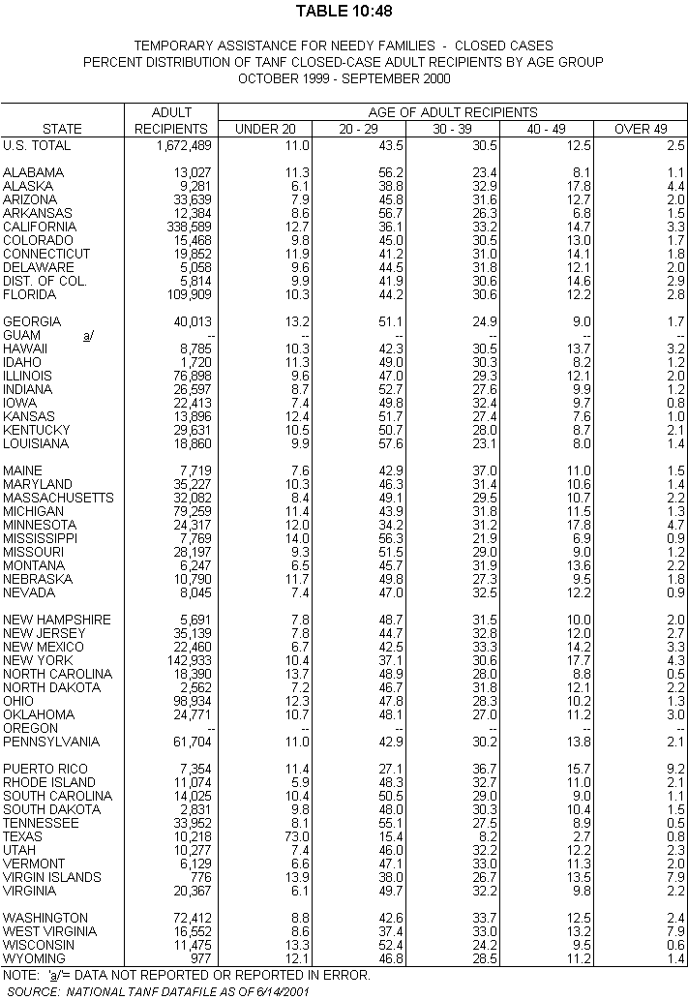 TABLE 10:48
TEMPORARY ASSISTANCE FOR NEEDY FAMILIES - CLOSED CASES
PERCENT DISTRIBUTION OF TANF CLOSED-CASE ADULT RECIPIENTS BY AGE GROUP
OCTOBER 1999 - SEPTEMBER 2000
ADULT AGE OF ADULT RECIPIENTS
STATE RECIPIENTS UNDER 20 20 - 29 30 - 39 40 - 49 OVER 49
U.S. TOTAL 1,672,489 11.0 43.5 30.5 12.5 2.5
ALABAMA 13,027 11.3 56.2 23.4 8.1 1.1
ALASKA 9,281 6.1 38.8 32.9 17.8 4.4
ARIZONA 33,639 7.9 45.8 31.6 12.7 2.0
ARKANSAS 12,384 8.6 56.7 26.3 6.8 1.5
CALIFORNIA 338,589 12.7 36.1 33.2 14.7 3.3
COLORADO 15,468 9.8 45.0 30.5 13.0 1.7
CONNECTICUT 19,852 11.9 41.2 31.0 14.1 1.8
DELAWARE 5,058 9.6 44.5 31.8 12.1 2.0
DIST. OF COL. 5,814 9.9 41.9 30.6 14.6 2.9
FLORIDA 109,909 10.3 44.2 30.6 12.2 2.8
GEORGIA 40,013 13.2 51.1 24.9 9.0 1.7
GUAM a/ -- -- -- -- -- --
HAWAII 8,785 10.3 42.3 30.5 13.7 3.2
IDAHO 1,720 11.3 49.0 30.3 8.2 1.2
ILLINOIS 76,898 9.6 47.0 29.3 12.1 2.0
INDIANA 26,597 8.7 52.7 27.6 9.9 1.2
IOWA 22,413 7.4 49.8 32.4 9.7 0.8
KANSAS 13,896 12.4 51.7 27.4 7.6 1.0
KENTUCKY 29,631 10.5 50.7 28.0 8.7 2.1
LOUISIANA 18,860 9.9 57.6 23.1 8.0 1.4
MAINE 7,719 7.6 42.9 37.0 11.0 1.5
MARYLAND 35,227 10.3 46.3 31.4 10.6 1.4
MASSACHUSETTS 32,082 8.4 49.1 29.5 10.7 2.2
MICHIGAN 79,259 11.4 43.9 31.8 11.5 1.3
MINNESOTA 24,317 12.0 34.2 31.2 17.8 4.7
MISSISSIPPI 7,769 14.0 56.3 21.9 6.9 0.9
MISSOURI 28,197 9.3 51.5 29.0 9.0 1.2
MONTANA 6,247 6.5 45.7 31.9 13.6 2.2
NEBRASKA 10,790 11.7 49.8 27.3 9.5 1.8
NEVADA 8,045 7.4 47.0 32.5 12.2 0.9
NEW HAMPSHIRE 5,691 7.8 48.7 31.5 10.0 2.0
NEW JERSEY 35,139 7.8 44.7 32.8 12.0 2.7
NEW MEXICO 22,460 6.7 42.5 33.3 14.2 3.3
NEW YORK 142,933 10.4 37.1 30.6 17.7 4.3
NORTH CAROLINA 18,390 13.7 48.9 28.0 8.8 0.5
NORTH DAKOTA 2,562 7.2 46.7 31.8 12.1 2.2
OHIO 98,934 12.3 47.8 28.3 10.2 1.3
OKLAHOMA 24,771 10.7 48.1 27.0 11.2 3.0
OREGON -- -- -- -- -- --
PENNSYLVANIA 61,704 11.0 42.9 30.2 13.8 2.1
PUERTO RICO 7,354 11.4 27.1 36.7 15.7 9.2
RHODE ISLAND 11,074 5.9 48.3 32.7 11.0 2.1
SOUTH CAROLINA 14,025 10.4 50.5 29.0 9.0 1.1
SOUTH DAKOTA 2,831 9.8 48.0 30.3 10.4 1.5
TENNESSEE 33,952 8.1 55.1 27.5 8.9 0.5
TEXAS 10,218 73.0 15.4 8.2 2.7 0.8
UTAH 10,277 7.4 46.0 32.2 12.2 2.3
VERMONT 6,129 6.6 47.1 33.0 11.3 2.0
VIRGIN ISLANDS 776 13.9 38.0 26.7 13.5 7.9
VIRGINIA 20,367 6.1 49.7 32.2 9.8 2.2
WASHINGTON 72,412 8.8 42.6 33.7 12.5 2.4
WEST VIRGINIA 16,552 8.6 37.4 33.0 13.2 7.9
WISCONSIN 11,475 13.3 52.4 24.2 9.5 0.6
WYOMING 977 12.1 46.8 28.5 11.2 1.4
NOTE: 'a/'= DATA NOT REPORTED OR REPORTED IN ERROR.
SOURCE: NATIONAL TANF DATAFILE AS OF 6/14/2001